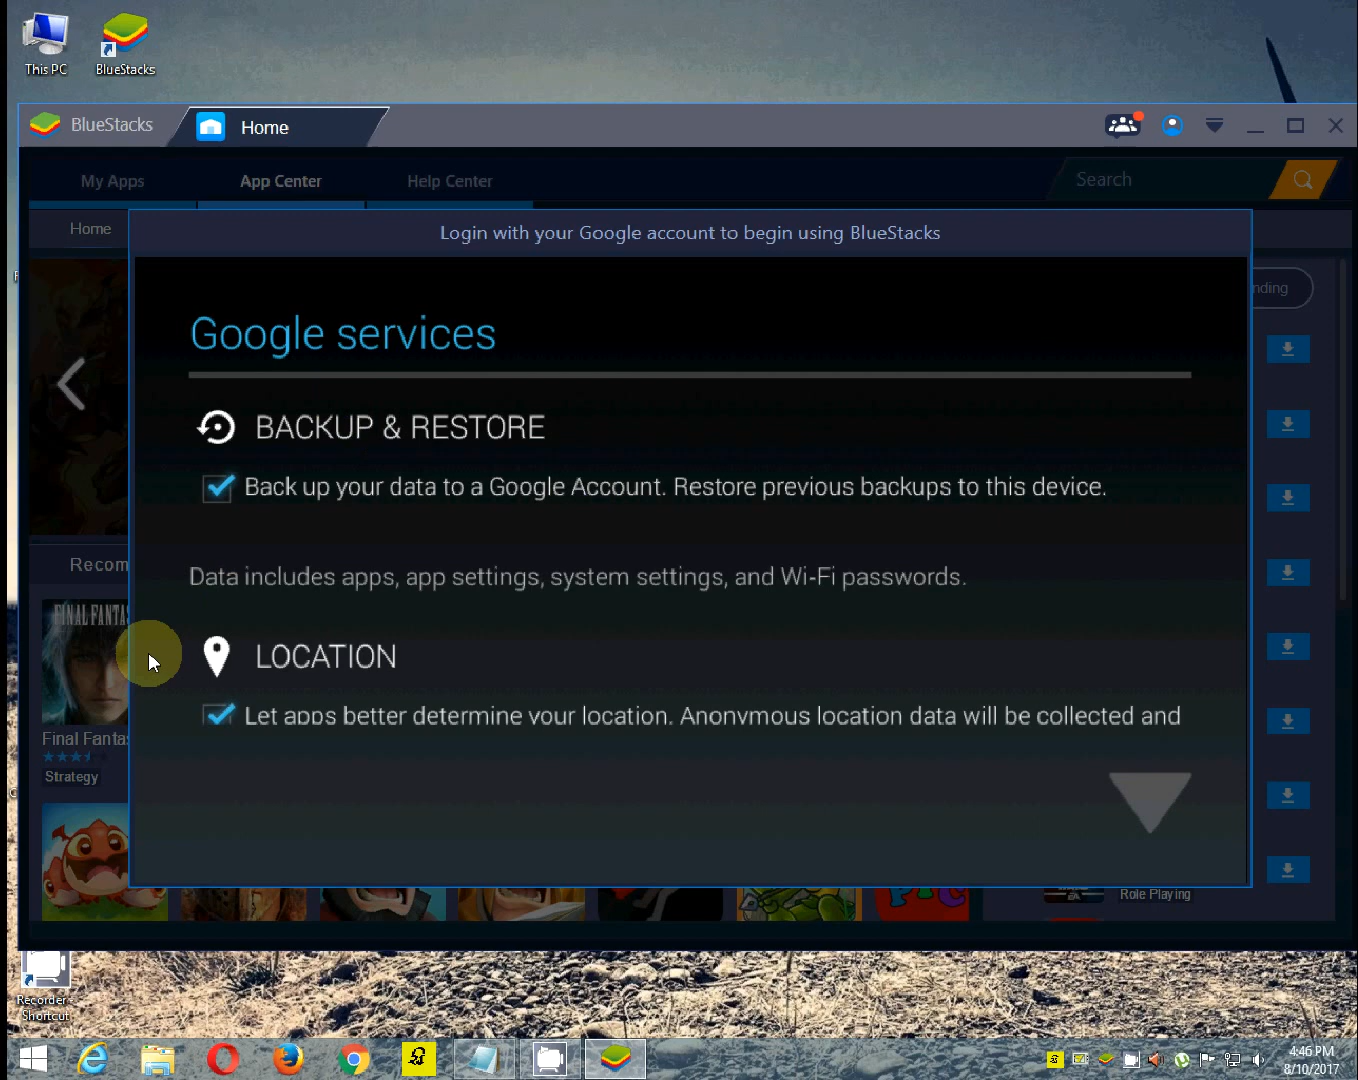 This PC
BlueStacks
BlueStacks
Home
My Apps
App Center
Help Center
Search
Home
Login with your Google account to begin using BlueStacks
Google services
BACKUP & RESTORE
Back up your data to a Google Account. Restore previous backups to this device.
Data includes apps, app settings, system settings, and Wi-Fi passwords.
LOCATION
Let apps better determine your location. Anonymous location data will be collected and
nding
Recom
FINAL FANTAS
Final Fantas
Strategy
Role Playing
Recorder -
Shortcut
4:46 PM
8/10/2017